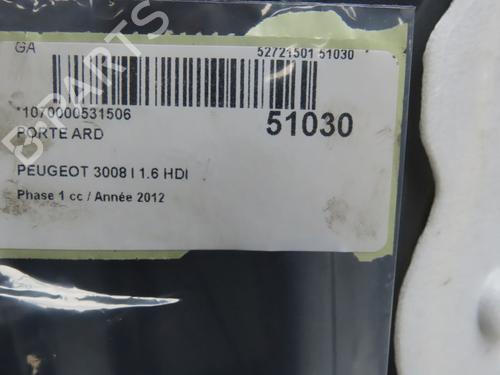 GA
52721501 51030 *
*1070000531506
51030
PORTE ARD
PEUGEOT 3008 I 1.6 HDI
Phase 1 cc / Année 2012
B-PARTS